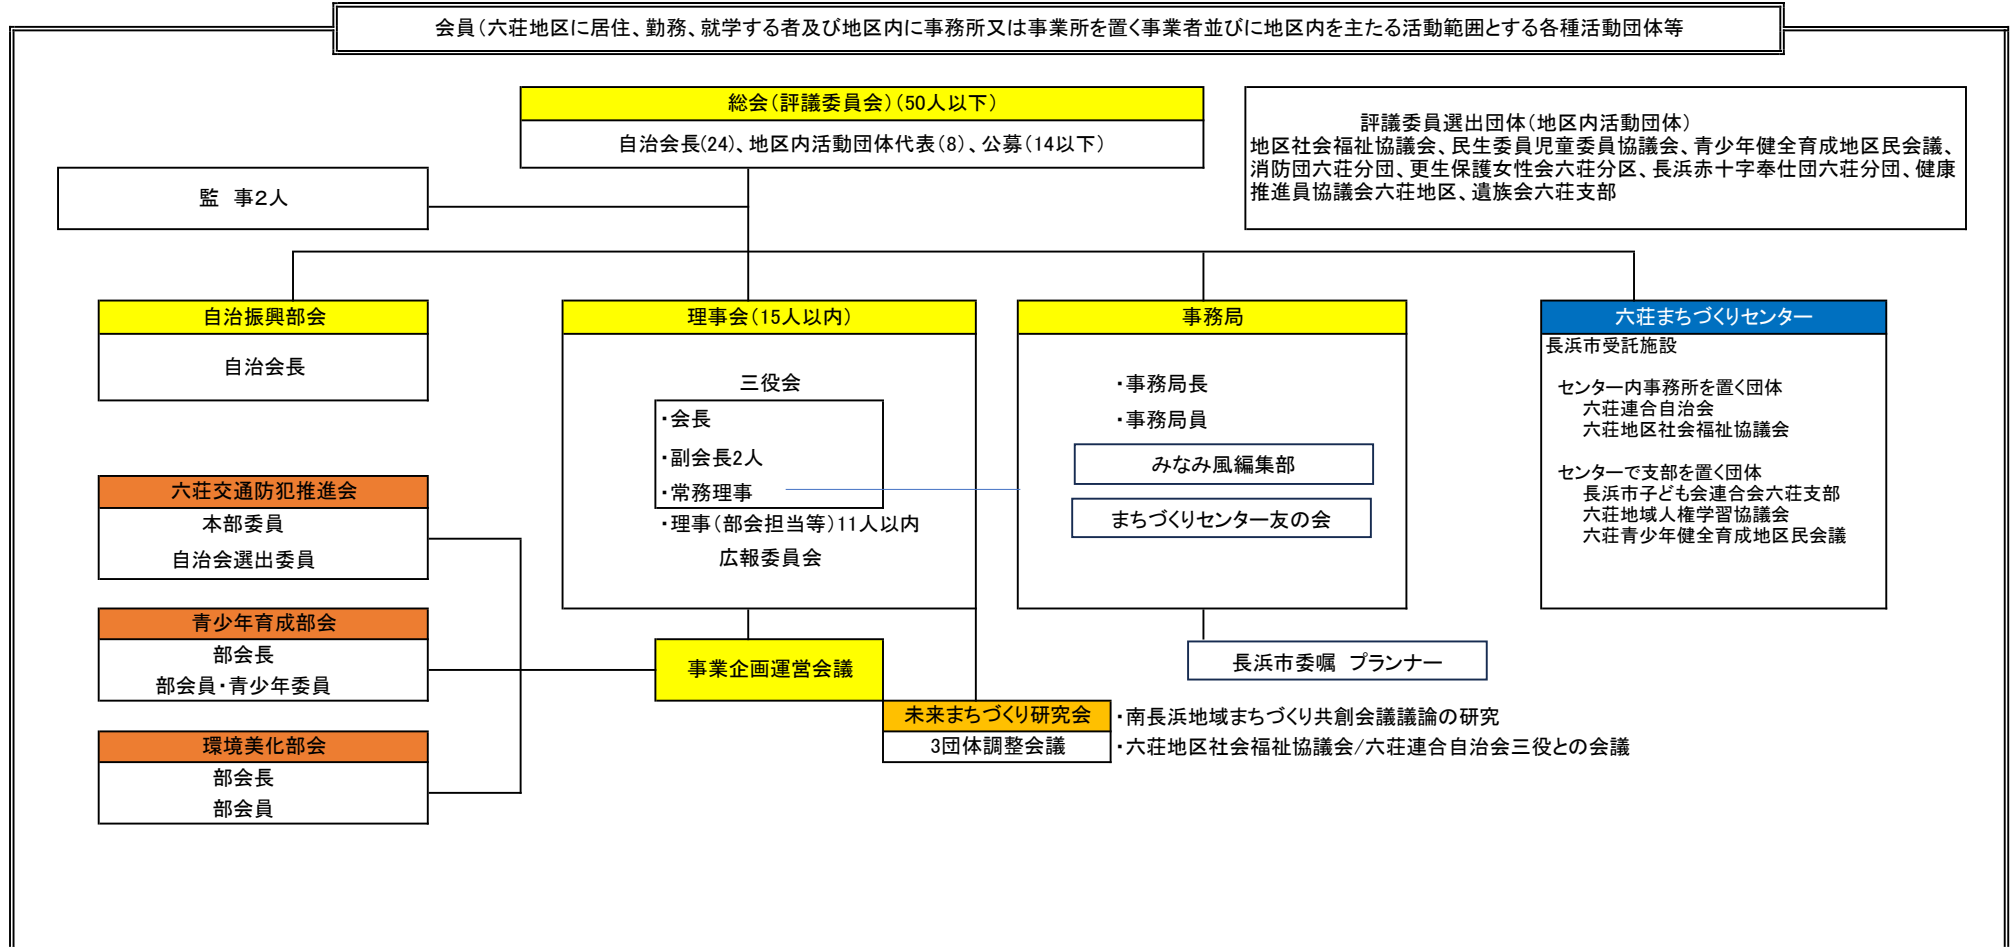 会員(六荘地区に居住、勤務、就学する者及び地区内に事務所又は事業所を置く事業者並びに地区内を主たる活動範囲とする各種活動団体等
総会(評議委員会)(50人以下)
自治会長(24)、地区内活動団体代表(8)、公募(14以下)
評議委員選出団体(地区内活動団体)
地区社会福祉協議会、民生委員児童委員協議会、青少年健全育成地区民会議、
消防団六荘分団、更生保護女性会六荘分区、長浜赤十字奉仕団六荘分団、健康
推進員協議会六荘地区、遺族会六荘支部
監 事2人
自治振興部会
自治会長
理事会(15人以内)
三役会
・会長
・副会長2人
・常務理事
・理事(部会担当等)11人以内
広報委員会
事務局
・事務局長
・事務局員
みなみ風編集部
まちづくりセンター友の会
六荘まちづくりセンター
長浜市受託施設
センター内事務所を置く団体
六荘連合自治会
六荘地区社会福祉協議会
センターで支部を置く団体
長浜市子ども会連合会六荘支部
六荘地域人権学習協議会
六荘青少年健全育成地区民会議
六荘交通防犯推進会
本部委員
自治会選出委員
青少年育成部会
部会長
部会員・青少年委員
環境美化部会
部会長
部会員
事業企画運営会議
長浜市委嘱 プランナー
未来まちづくり研究会
・南長浜地域まちづくり共創会議議論の研究
3団体調整会議
・六荘地区社会福祉協議会/六荘連合自治会三役との会議